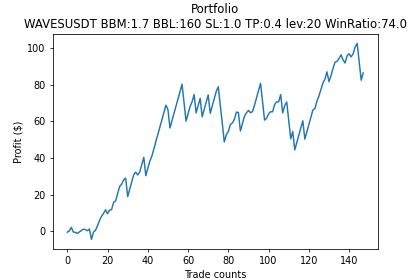 Portfolio
WAVESUSDT BBM:1.7 BBL:160 SL:1.0 TP:0.4 lev:20 WinRatio:74.0
100
80
60
40
20
0
Profit ($)
0 20 40 60 80 100 120 140
Trade counts